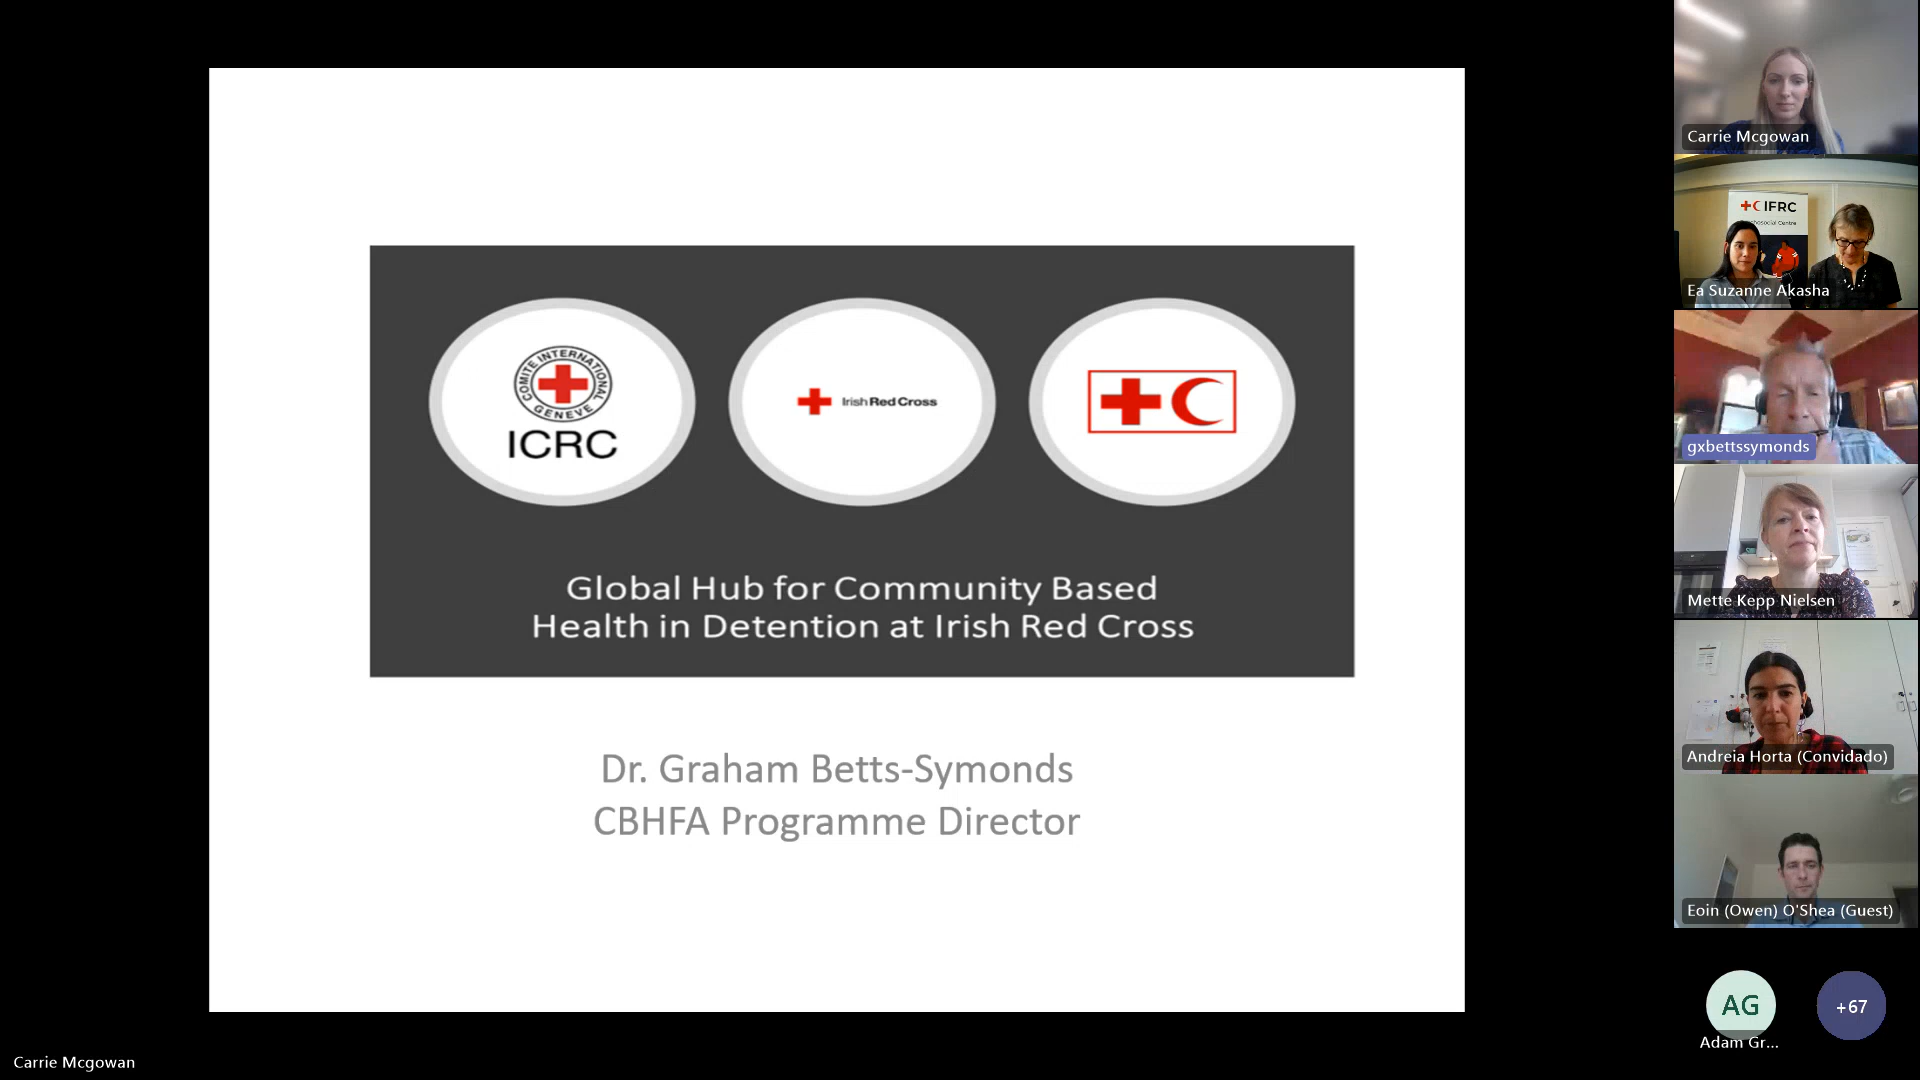 COMITE INTERNATIONAL
GENEVE
ICRC
Irish Red Cross
Global Hub for Community Based
Health in Detention at Irish Red Cross
Dr. Graham Betts-Symonds
CBHFA Programme Director
Carrie Mcgowan
IFRC
Centre
Ea Suzanne Akasha
gxbettssymonds
Mette Kepp Nielsen
Andreia Horta (Convidado)
Eoin (Owen) O'Shea (Guest)
AG
Adam Gr...
+67
Carrie Mcgowan